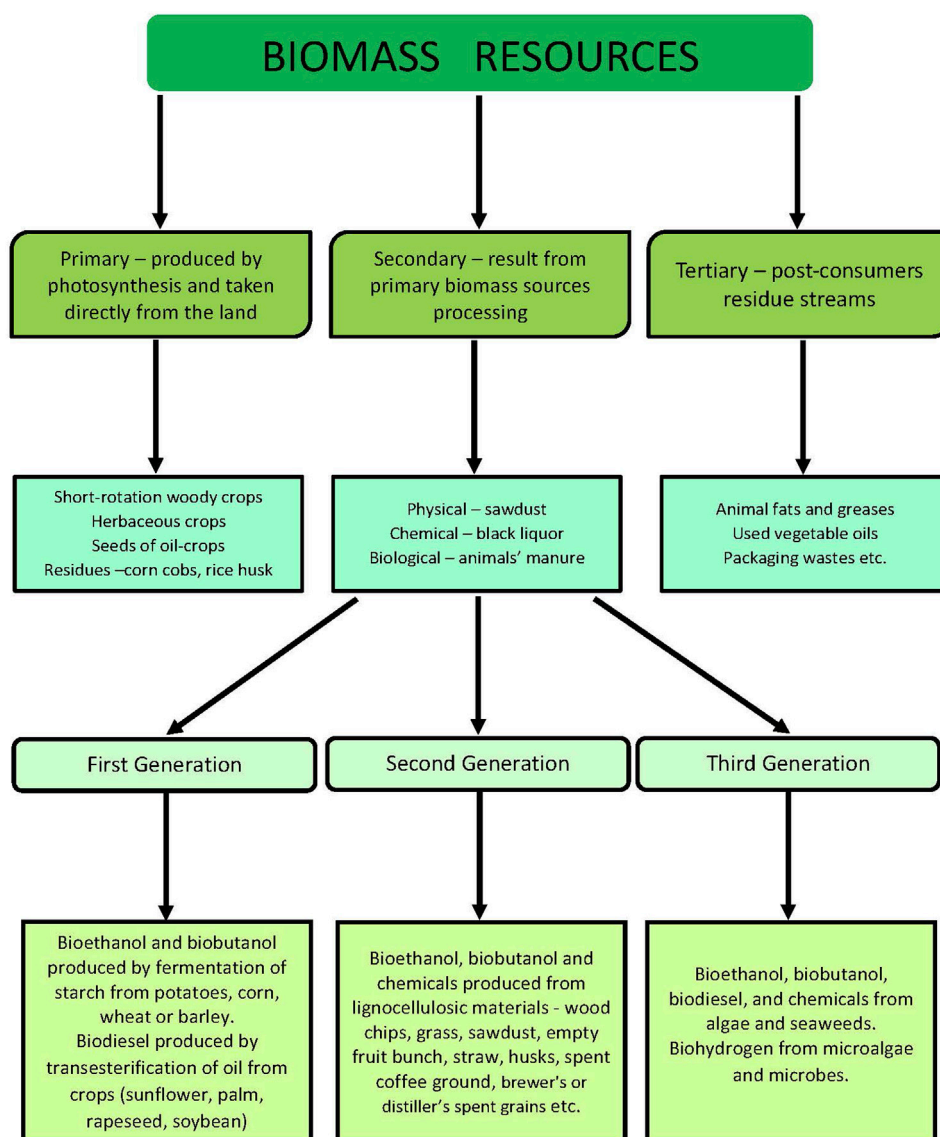 BIOMASS RESOURCES
Primary – produced by
photosynthesis and taken
directly from the land
Secondary – result from
primary biomass sources
processing
Tertiary – post-consumers
residue streams
Short-rotation woody crops
Herbaceous crops
Seeds of oil-crops
Residues –corn cobs, rice husk
Physical – sawdust
Chemical – black liquor
Biological – animals’ manure
Animal fats and greases
Used vegetable oils
Packaging wastes etc.
First Generation
Second Generation
Third Generation
Bioethanol and biobutanol
produced by fermentation of
starch from potatoes, corn,
wheat or barley.
Biodiesel produced by
transesterification of oil from
crops (sunflower, palm,
rapeseed, soybean)
Bioethanol, biobutanol and
chemicals produced from
lignocellulosic materials - wood
chips, grass, sawdust, empty
fruit bunch, straw, husks, spent
coffee ground, brewer's or
distiller’s spent grains etc.
Bioethanol, biobutanol,
biodiesel, and chemicals from
algae and seaweeds.
Biohydrogen from microalgae
and microbes.